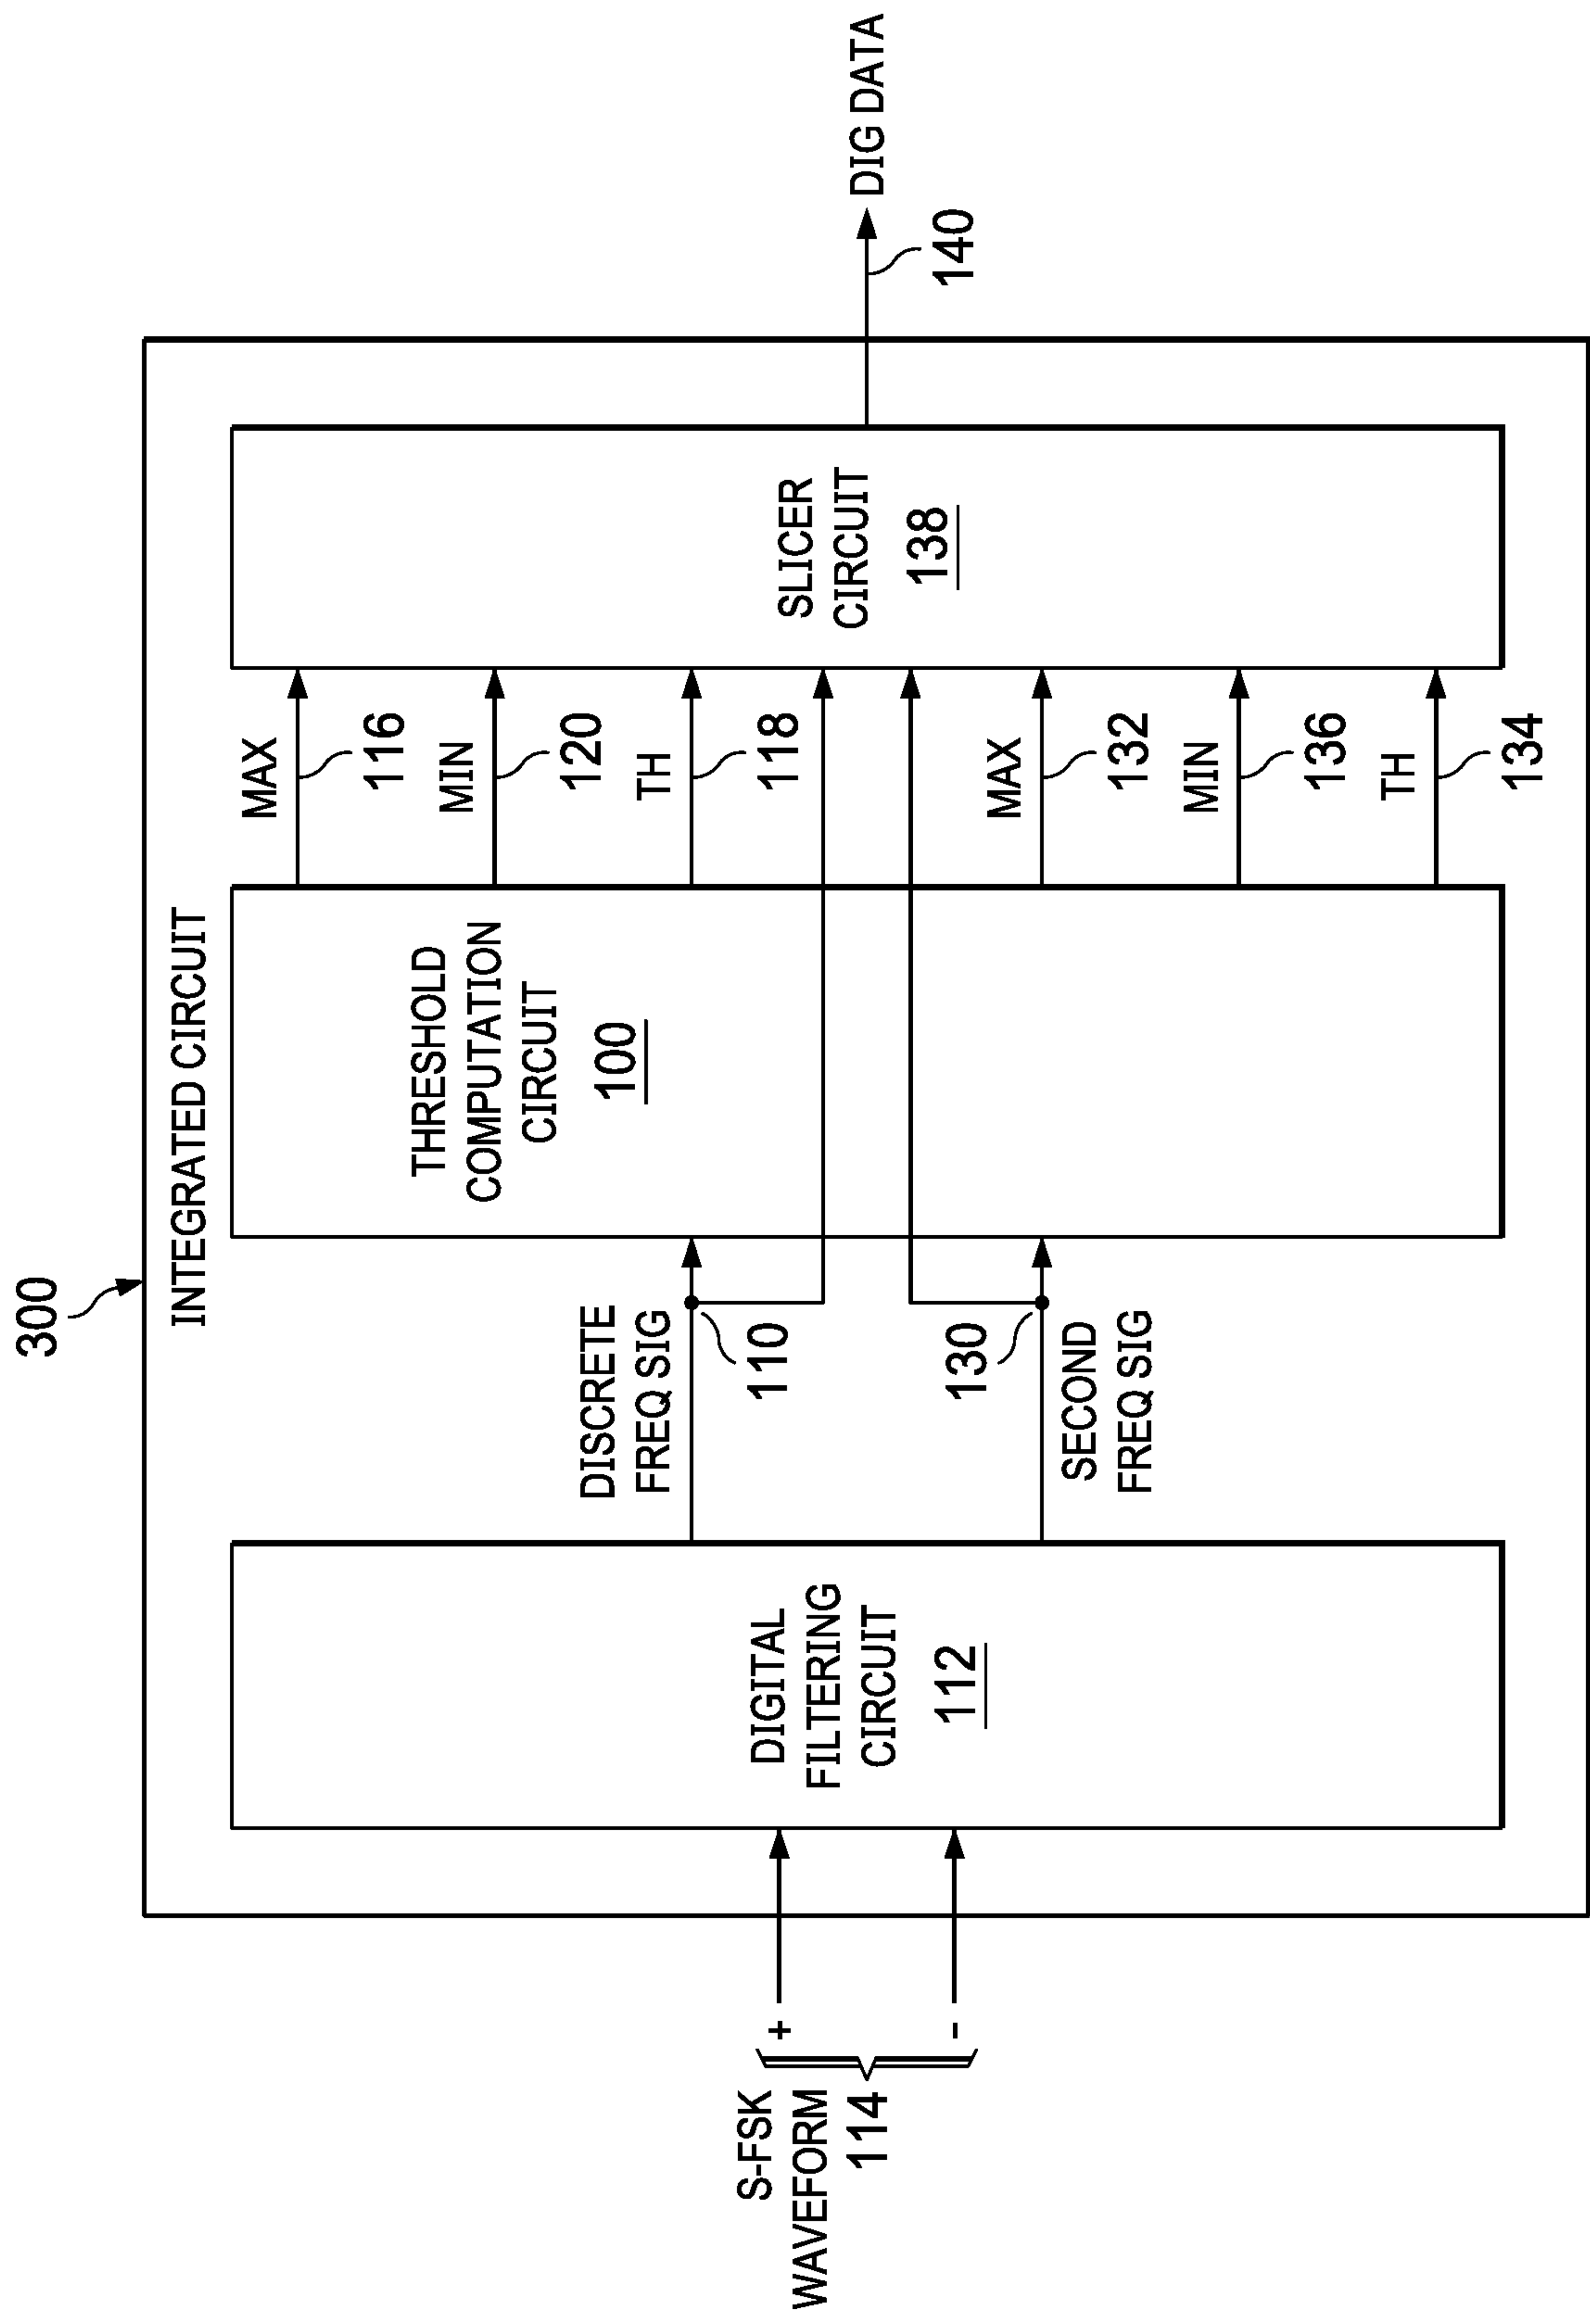 300
INTEGRATED CIRCUIT
S-FSK
WAVEFORM
114
+
-
DIGITAL
FILTERING
CIRCUIT
112
DISCRETE
FREQ SIG
110
130
SECOND
FREQ SIG
THRESHOLD
COMPUTATION
CIRCUIT
100
MAX
116
MIN
120
TH
118
MAX
132
MIN
136
TH
134
SLICER
CIRCUIT
138
140
DIG DATA